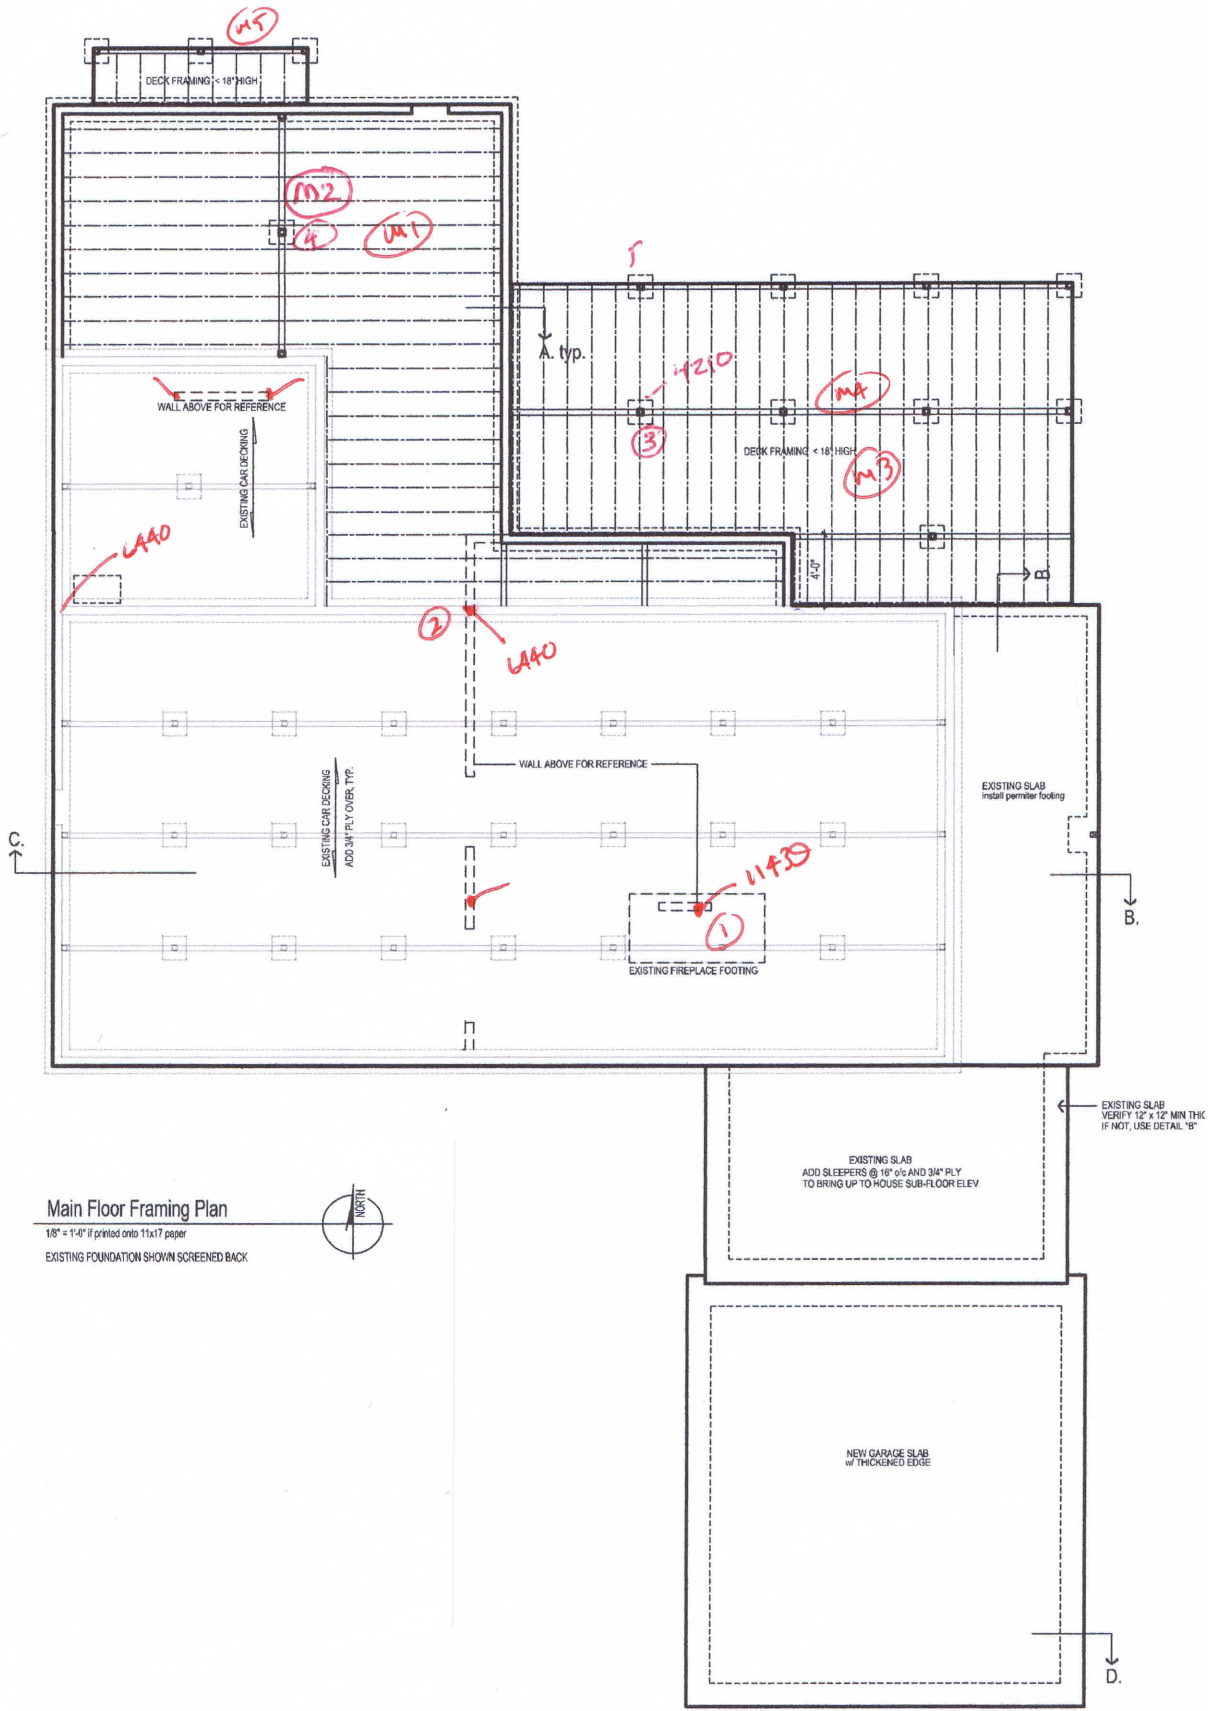 M5
DECK FRAMING < 18" HIGH
M2
4
M1
5
A. typ.
4210
M4
3
DECK FRAMING < 18" HIGH
M3
WALL ABOVE FOR REFERENCE
EXISTING CAR DECKING
6440
4'-0"
B.
2
6440
WALL ABOVE FOR REFERENCE
EXISTING CAR DECKING
ADD 3/4" PLY OVER, TYP.
EXISTING SLAB
install permiter footing
C.
11430
1
B.
EXISTING FIREPLACE FOOTING
EXISTING SLAB
VERIFY 12" x 12" MIN THIC
IF NOT, USE DETAIL "B"
EXISTING SLAB
ADD SLEEPERS @ 16" o/c AND 3/4" PLY
TO BRING UP TO HOUSE SUB-FLOOR ELEV.
Main Floor Framing Plan
1/8" = 1'-0" if printed onto 11x17 paper
EXISTING FOUNDATION SHOWN SCREENED BACK
NORTH
NEW GARAGE SLAB
w/ THICKENED EDGE
D.